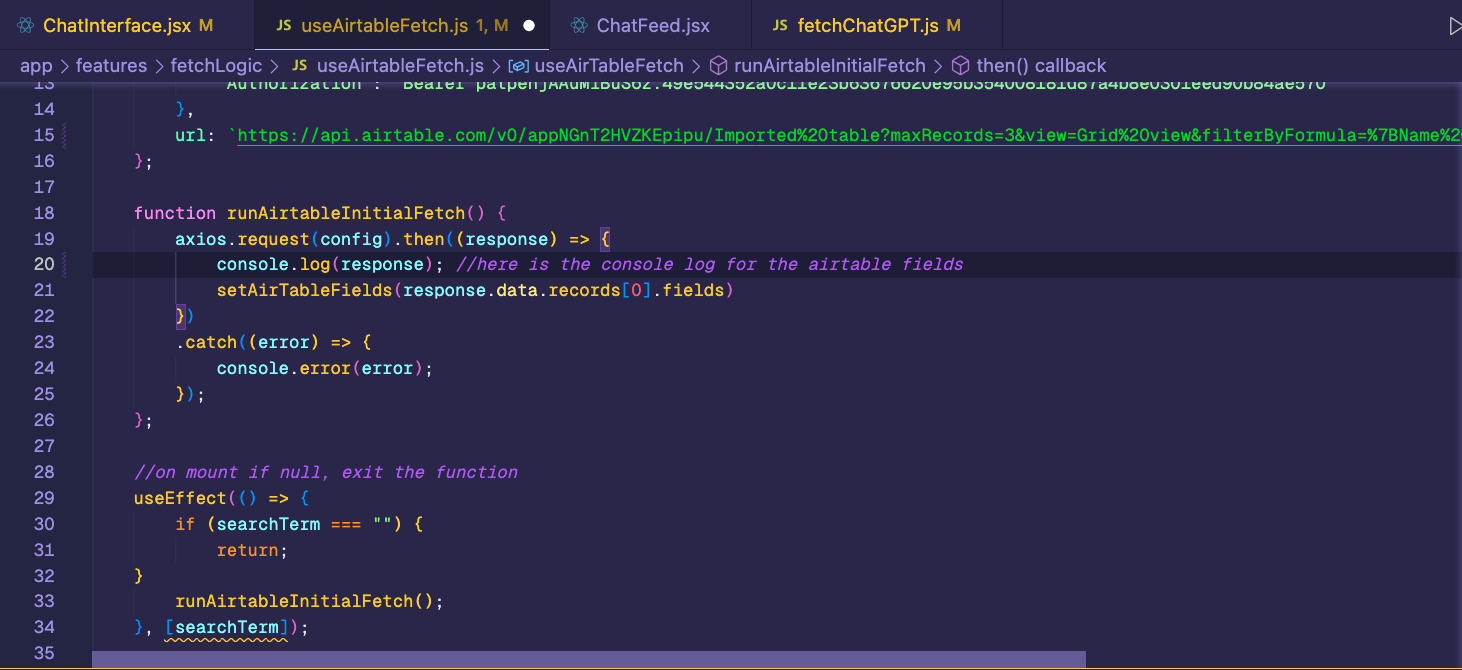 ChatInterface.jsx M
JS useAirtableFetch.js 1, M
ChatFeed.jsx
JS fetchChatGPT.js M
app > features > fetchLogic > JS useAirtableFetch.js > useAirTableFetch > runAirtableInitialFetch > then() callback
13 "Authorization": "Bearer
14 },
15 url: `https://api.airtable.com/v0/appNGnT2HVZKEpipu/Imported%20table?maxRecords=3&view=Grid%20view&filterByFormula=%7BName%2
16 };
17
18 function runAirtableInitialFetch() {
19 axios.request(config).then((response) => {
20 console.log(response); //here is the console log for the airtable fields
21 setAirTableFields(response.data.records[0].fields)
22 })
23 .catch((error) => {
24 console.error(error);
25 });
26 };
27
28 //on mount if null, exit the function
29 useEffect(() => {
30 if (searchTerm === "") {
31 return;
32 }
33 runAirtableInitialFetch();
34 }, [searchTerm]);
35